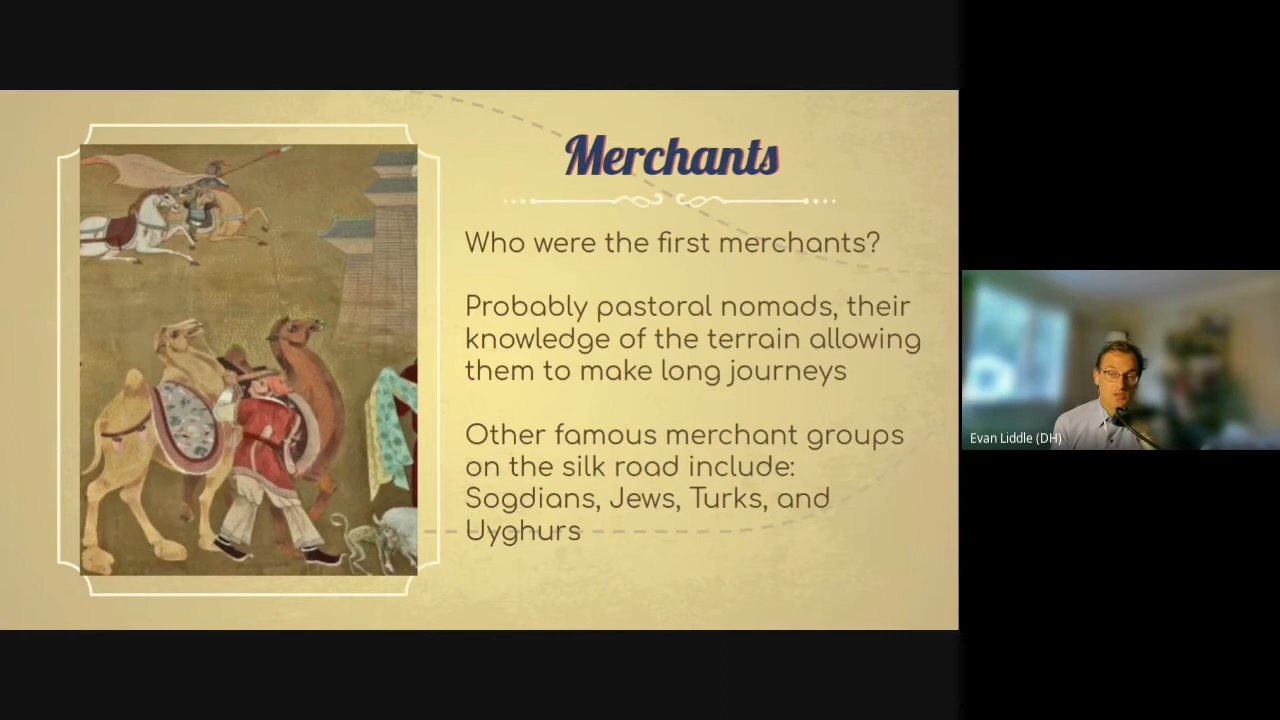 Merchants
Who were the first merchants?
Probably pastoral nomads, their
knowledge of the terrain allowing
them to make long journeys
Other famous merchant groups
on the silk road include:
Sogdians, Jews, Turks, and
Uyghurs
Evan Liddle (DH)